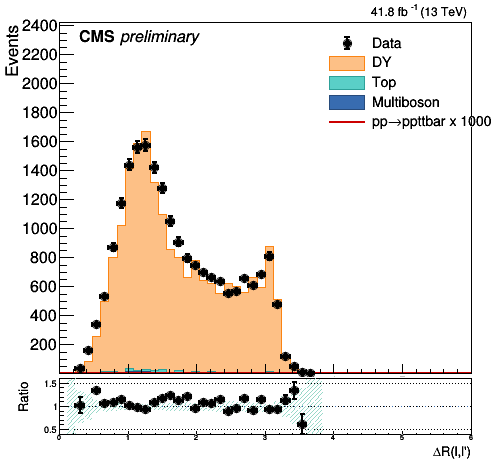 41.8 fb⁻¹ (13 TeV)
CMS preliminary
Events
2400
2200
2000
1800
1600
1400
1200
1000
800
600
400
200
Data
DY
Top
Multiboson
pp→ppttbar x 1000
Ratio
1.5
1
0.5
0 1 2 3 4 5 6
ΔR(l,l')